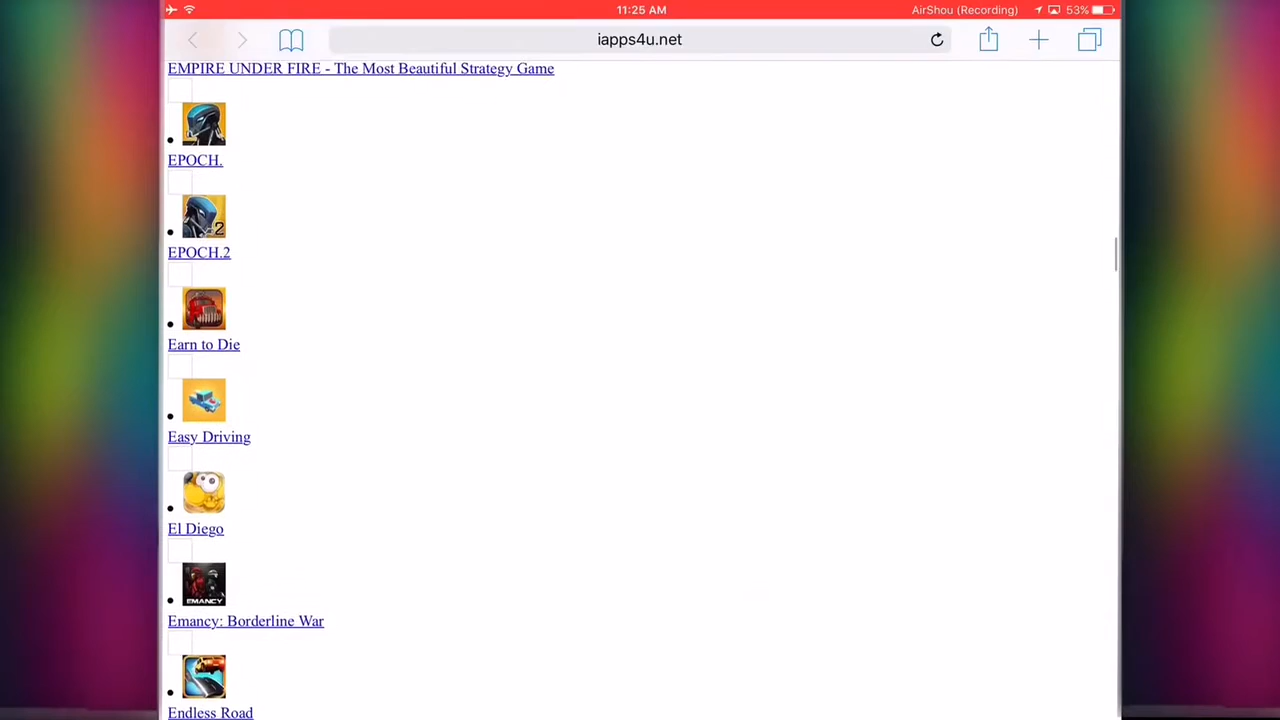 11:25 AM
AirShou (Recording)
53%
iapps4u.net
EMPIRE UNDER FIRE - The Most Beautiful Strategy Game
EPOCH.
2
EPOCH.2
Earn to Die
Easy Driving
El Diego
EMANCY
Emancy: Borderline War
Endless Road